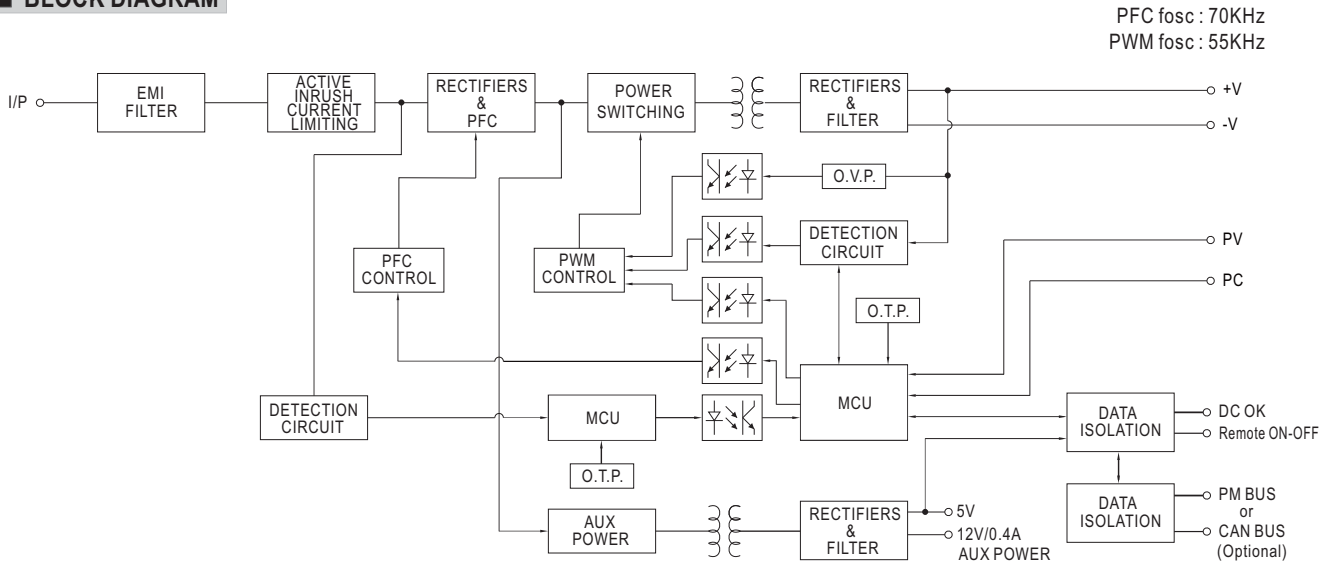 ■ BLOCK DIAGRAM
PFC fosc : 70KHz
PWM fosc : 55KHz
I/P
EMI
FILTER
ACTIVE
INRUSH
CURRENT
LIMITING
RECTIFIERS
&
PFC
POWER
SWITCHING
RECTIFIERS
&
FILTER
+V
-V
O.V.P.
DETECTION
CIRCUIT
PFC
CONTROL
PWM
CONTROL
PV
PC
O.T.P.
MCU
DETECTION
CIRCUIT
MCU
O.T.P.
DATA
ISOLATION
DC OK
Remote ON-OFF
DATA
ISOLATION
PM BUS
or
CAN BUS
(Optional)
AUX
POWER
RECTIFIERS
&
FILTER
5V
12V/0.4A
AUX POWER